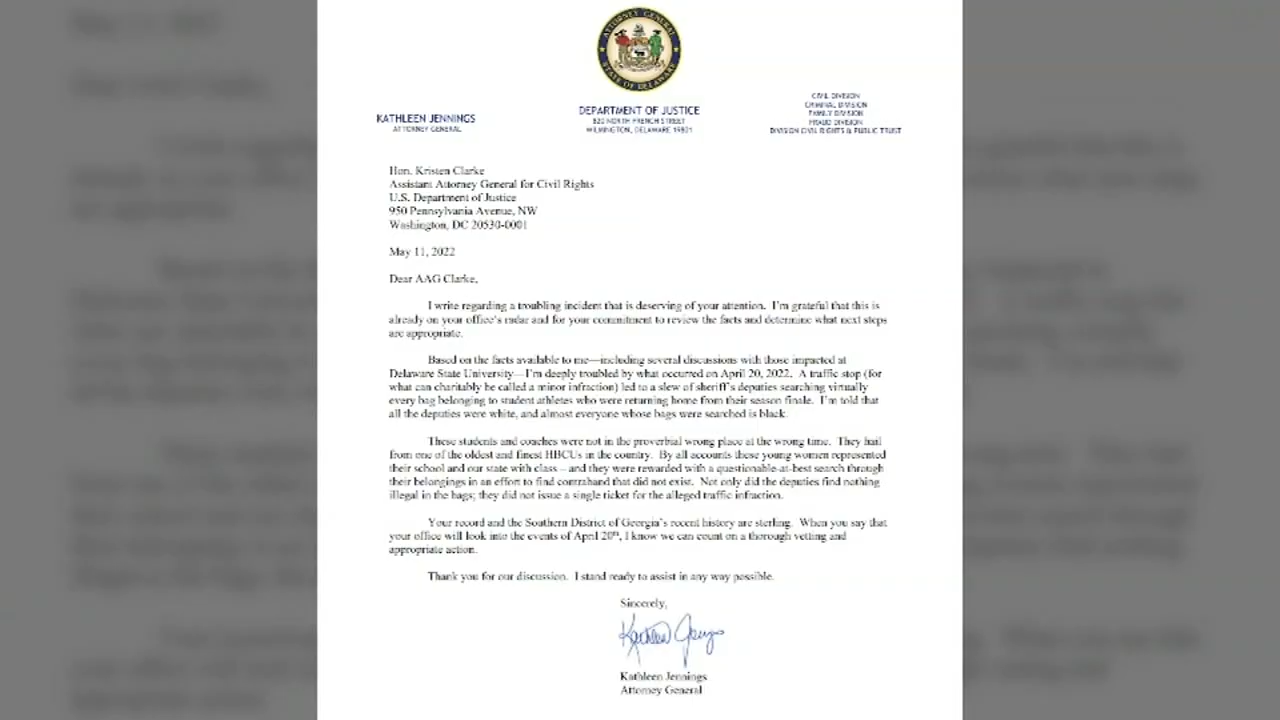 ATTORNEY GENERAL
STATE OF DELAWARE
KATHLEEN JENNINGS
ATTORNEY GENERAL
DEPARTMENT OF JUSTICE
820 NORTH FRENCH STREET
WILMINGTON, DELAWARE 19801
CIVIL DIVISION
CRIMINAL DIVISION
FAMILY DIVISION
FRAUD DIVISION
DIVISION CIVIL RIGHTS & PUBLIC TRUST
Hon. Kristen Clarke
Assistant Attorney General for Civil Rights
U.S. Department of Justice
950 Pennsylvania Avenue, NW
Washington, DC 20530-0001
May 11, 2022
Dear AAG Clarke,
I write regarding a troubling incident that is deserving of your attention. I'm grateful that this is
already on your office's radar and for your commitment to review the facts and determine what next steps
are appropriate.
Based on the facts available to me—including several discussions with those impacted at
Delaware State University—I'm deeply troubled by what occurred on April 20, 2022. A traffic stop (for
what can charitably be called a minor infraction) led to a slew of sheriff's deputies searching virtually
every bag belonging to student athletes who were returning home from their season finale. I'm told that
all the deputies were white, and almost everyone whose bags were searched is black.
These students and coaches were not in the proverbial wrong place at the wrong time. They hail
from one of the oldest and finest HBCUs in the country. By all accounts these young women represented
their school and our state with class – and they were rewarded with a questionable-at-best search through
their belongings in an effort to find contraband that did not exist. Not only did the deputies find nothing
illegal in the bags; they did not issue a single ticket for the alleged traffic infraction.
Your record and the Southern District of Georgia's recent history are sterling. When you say that
your office will look into the events of April 20th, I know we can count on a thorough vetting and
appropriate action.
Thank you for our discussion. I stand ready to assist in any way possible.
Sincerely,
Kathleen Jennings
Kathleen Jennings
Attorney General